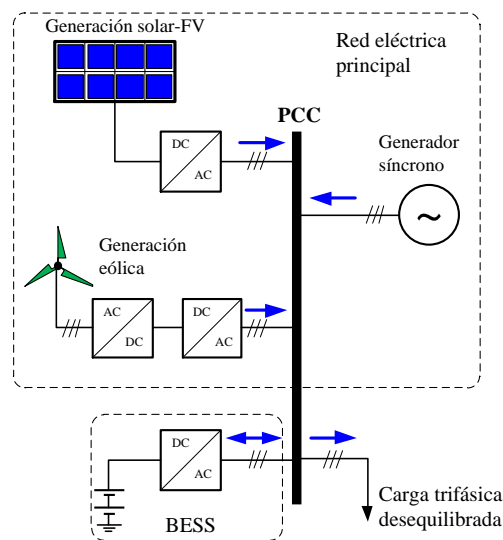 Generación solar-FV
Red eléctrica
principal
PCC
DC
AC
Generador
síncrono
~
Generación
eólica
AC
DC
DC
AC
DC
AC
BESS
Carga trifásica
desequilibrada